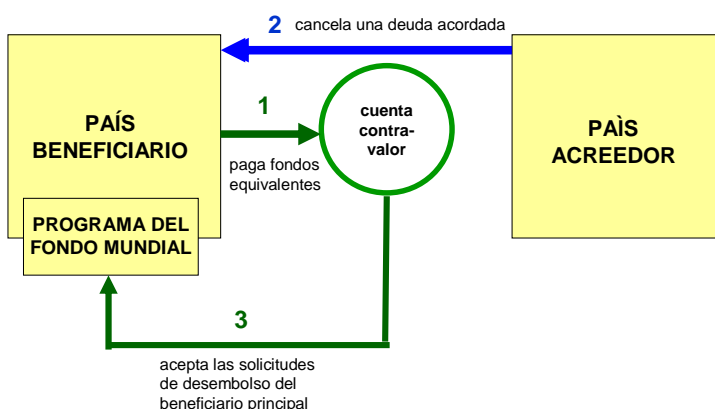 2 cancela una deuda acordada
PAÍS
BENEFICIARIO
1
paga fondos
equivalentes
cuenta
contra-
valor
PAÌS
ACREEDOR
PROGRAMA DEL
FONDO MUNDIAL
3
acepta las solicitudes
de desembolso del
beneficiario principal